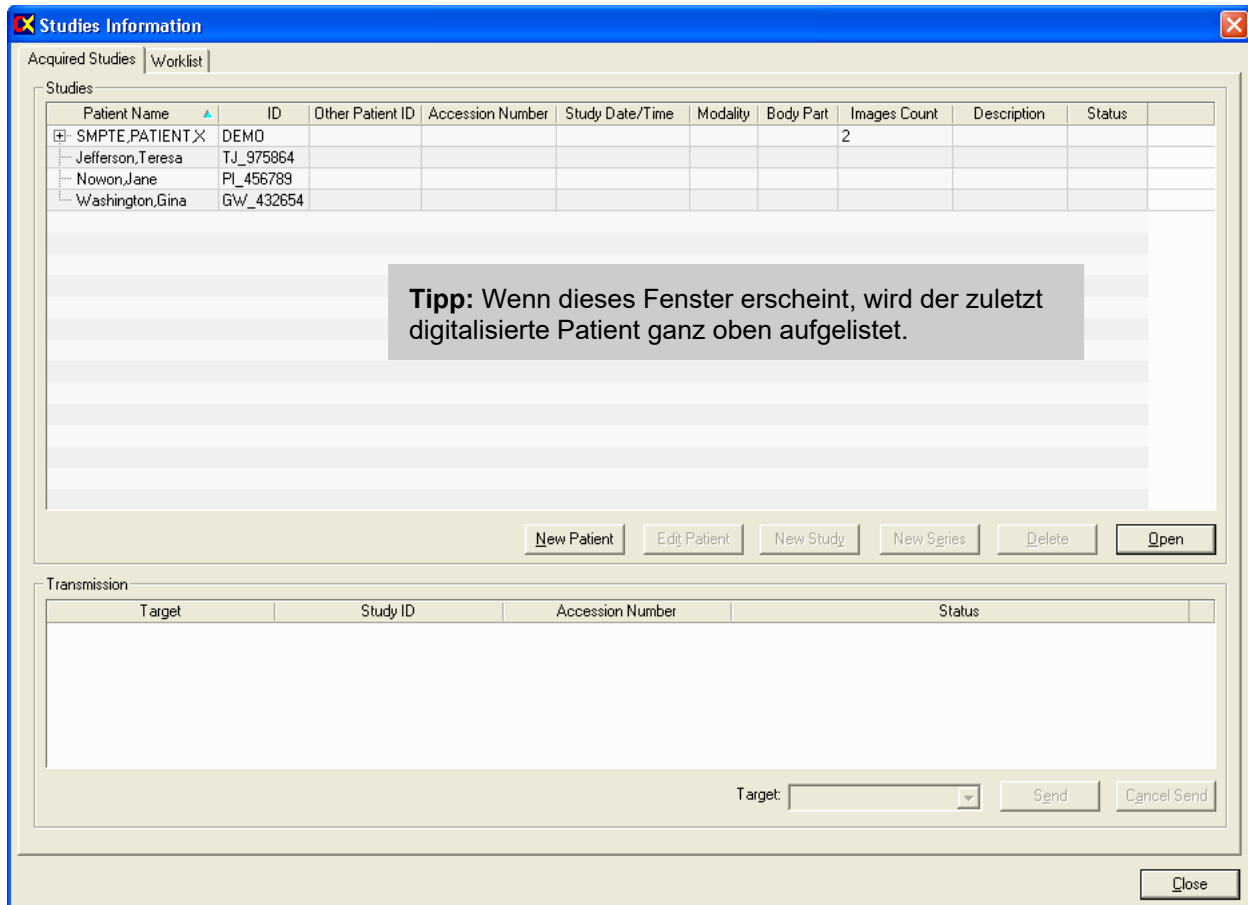 Studies Information
Acquired Studies Worklist
Studies
Patient Name ID Other Patient ID Accession Number Study Date/Time Modality Body Part Images Count Description Status
SMPTE,PATIENT,X DEMO 2
Jefferson,Teresa TJ_975864
Nowon,Jane PI_456789
Washington,Gina GW_432654
Tipp: Wenn dieses Fenster erscheint, wird der zuletzt
digitalisierte Patient ganz oben aufgelistet.
New Patient Edit Patient New Study New Series Delete Open
Transmission
Target Study ID Accession Number Status
Target: Send Cancel Send
Close